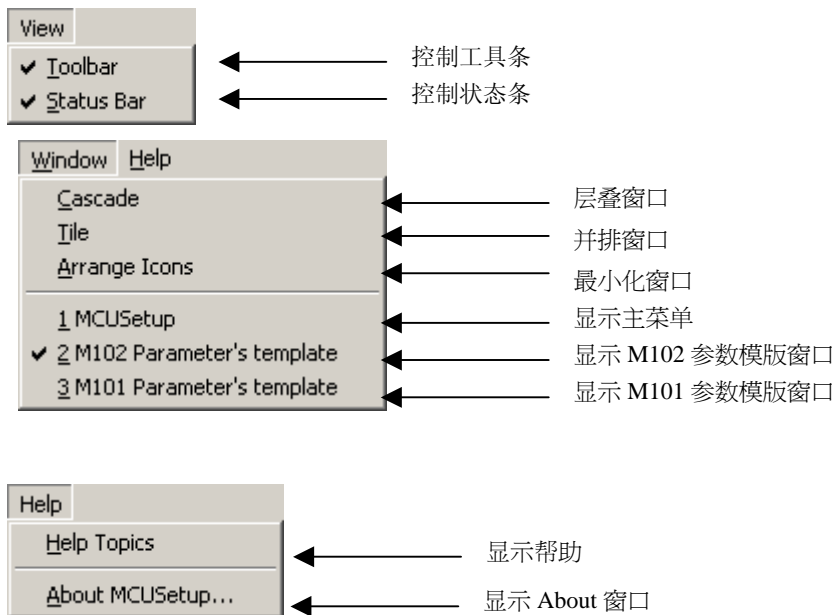 View
Toolbar 控制工具条
Status Bar 控制状态条
Window Help
Cascade 层叠窗口
Tile 并排窗口
Arrange Icons 最小化窗口
1 MCUSetup 显示主菜单
2 M102 Parameter's template 显示 M102 参数模版窗口
3 M101 Parameter's template 显示 M101 参数模版窗口
Help
Help Topics 显示帮助
About MCUSetup... 显示 About 窗口